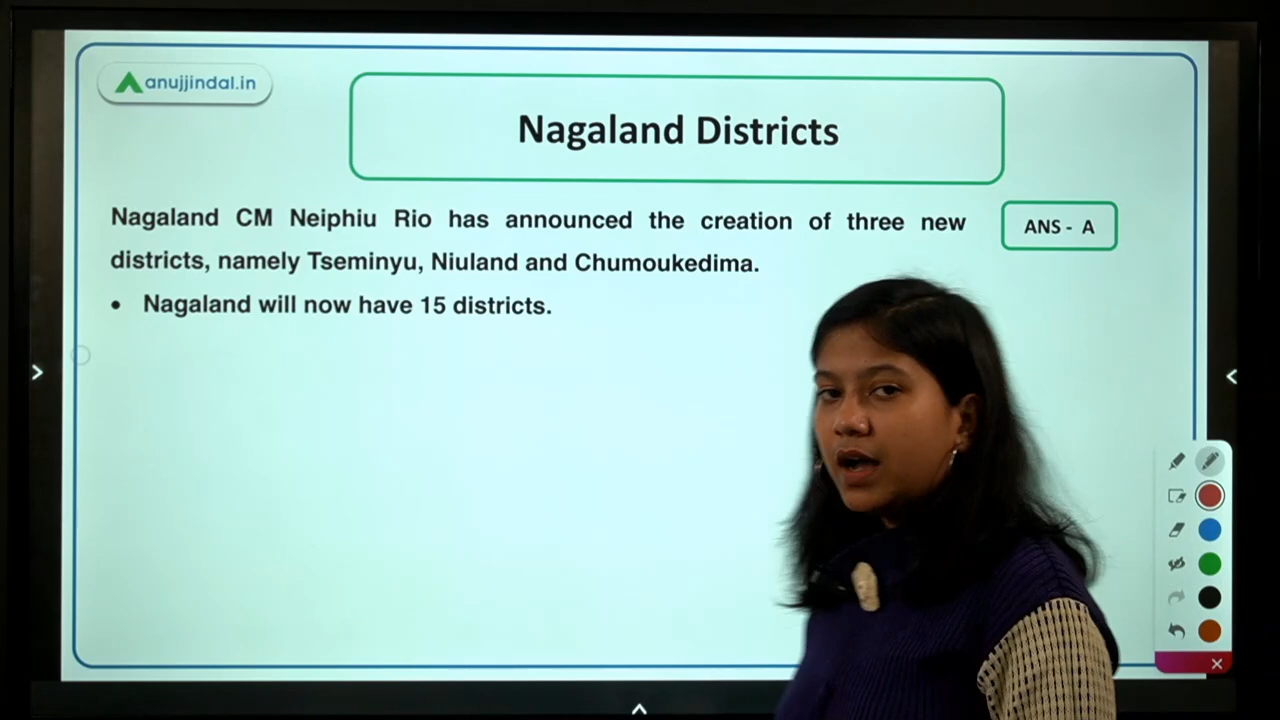 anujjindal.in
Nagaland Districts
Nagaland CM Neiphiu Rio has announced the creation of three new
districts, namely Tseminyu, Niuland and Chumoukedima.
ANS - A
• Nagaland will now have 15 districts.